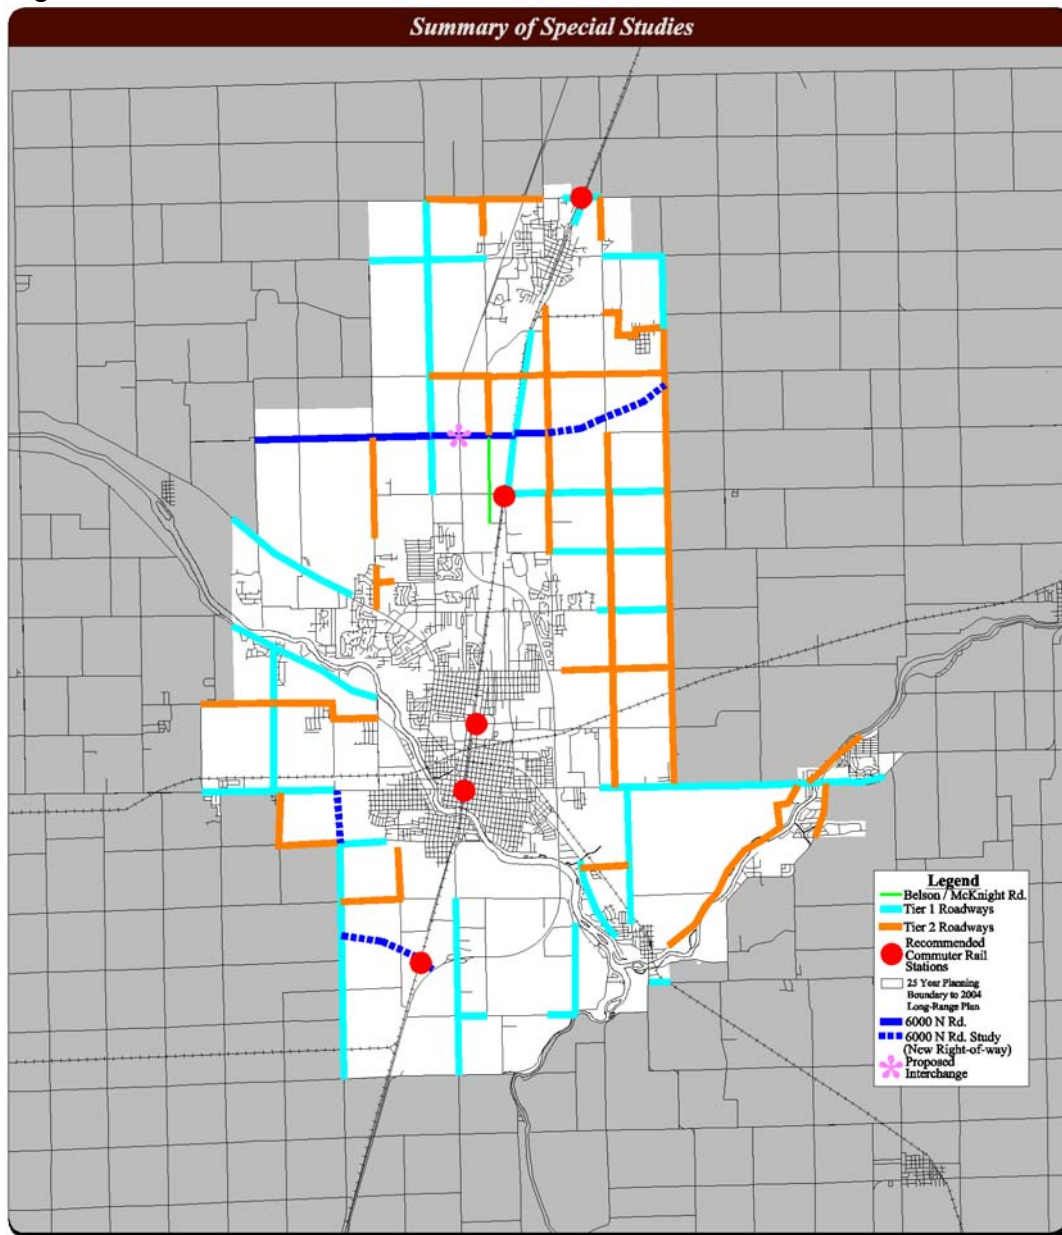 Summary of Special Studies
Legend
Belson / McKnight Rd.
Tier 1 Roadways
Tier 2 Roadways
Recommended
Commuter Rail
Stations
25 Year Planning
Boundary to 2004
Long-Range Plan
6000 N Rd.
6000 N Rd. Study
(New Right-of-way)
Proposed
Interchange